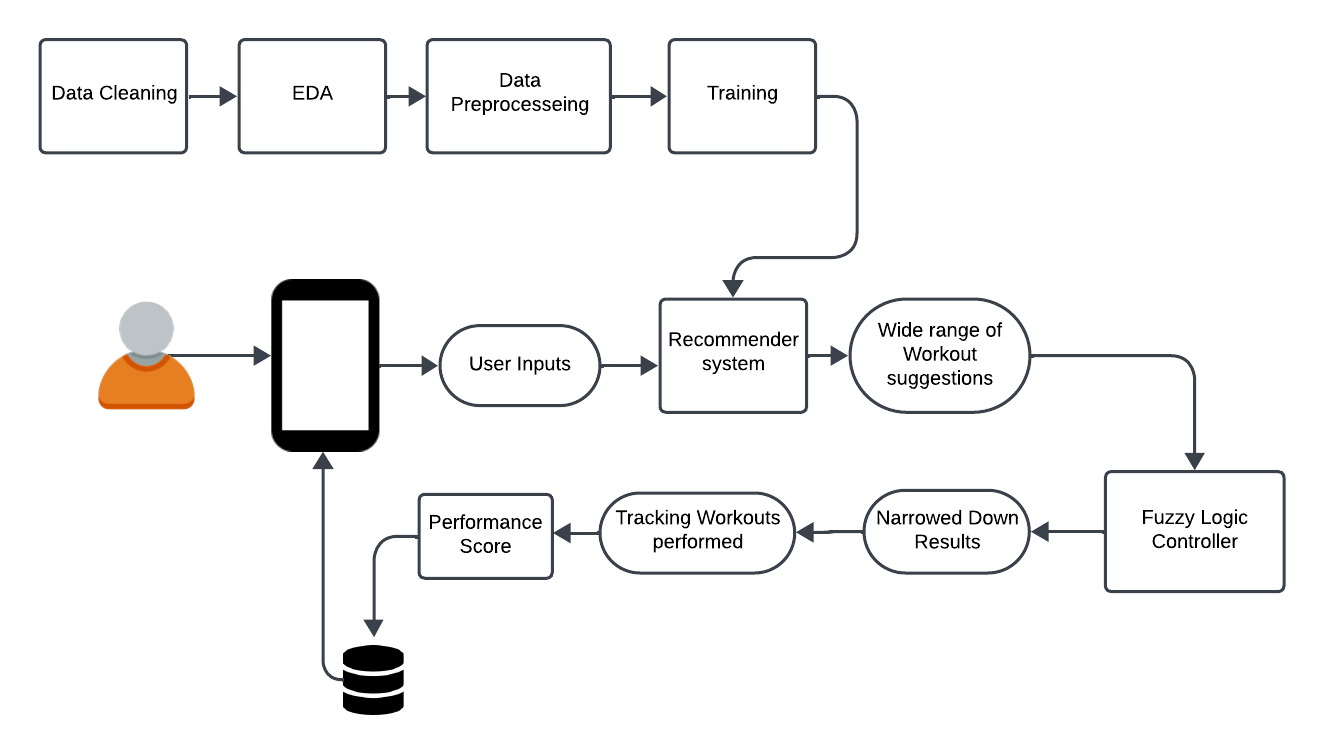 Data Cleaning
EDA
Data
Preprocesseing
Training
User Inputs
Recommender
system
Wide range of
Workout
suggestions
Performance
Score
Tracking Workouts
performed
Narrowed Down
Results
Fuzzy Logic
Controller